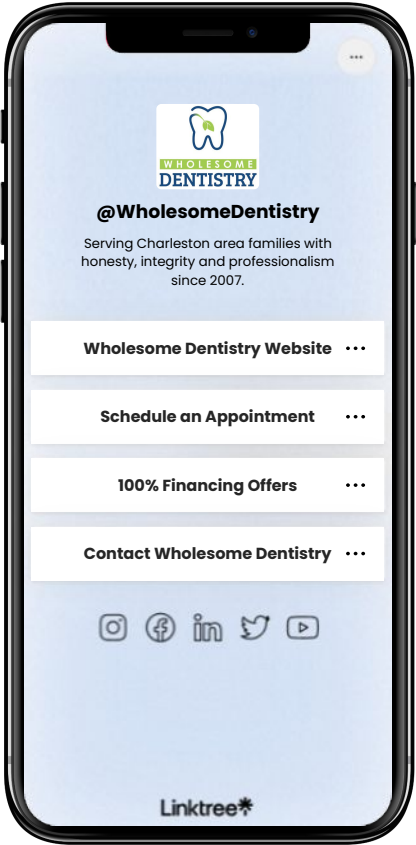 WHOLESOME
DENTISTRY
@WholesomeDentistry
Serving Charleston area families with
honesty, integrity and professionalism
since 2007.
Wholesome Dentistry Website
Schedule an Appointment
100% Financing Offers
Contact Wholesome Dentistry
Linktree